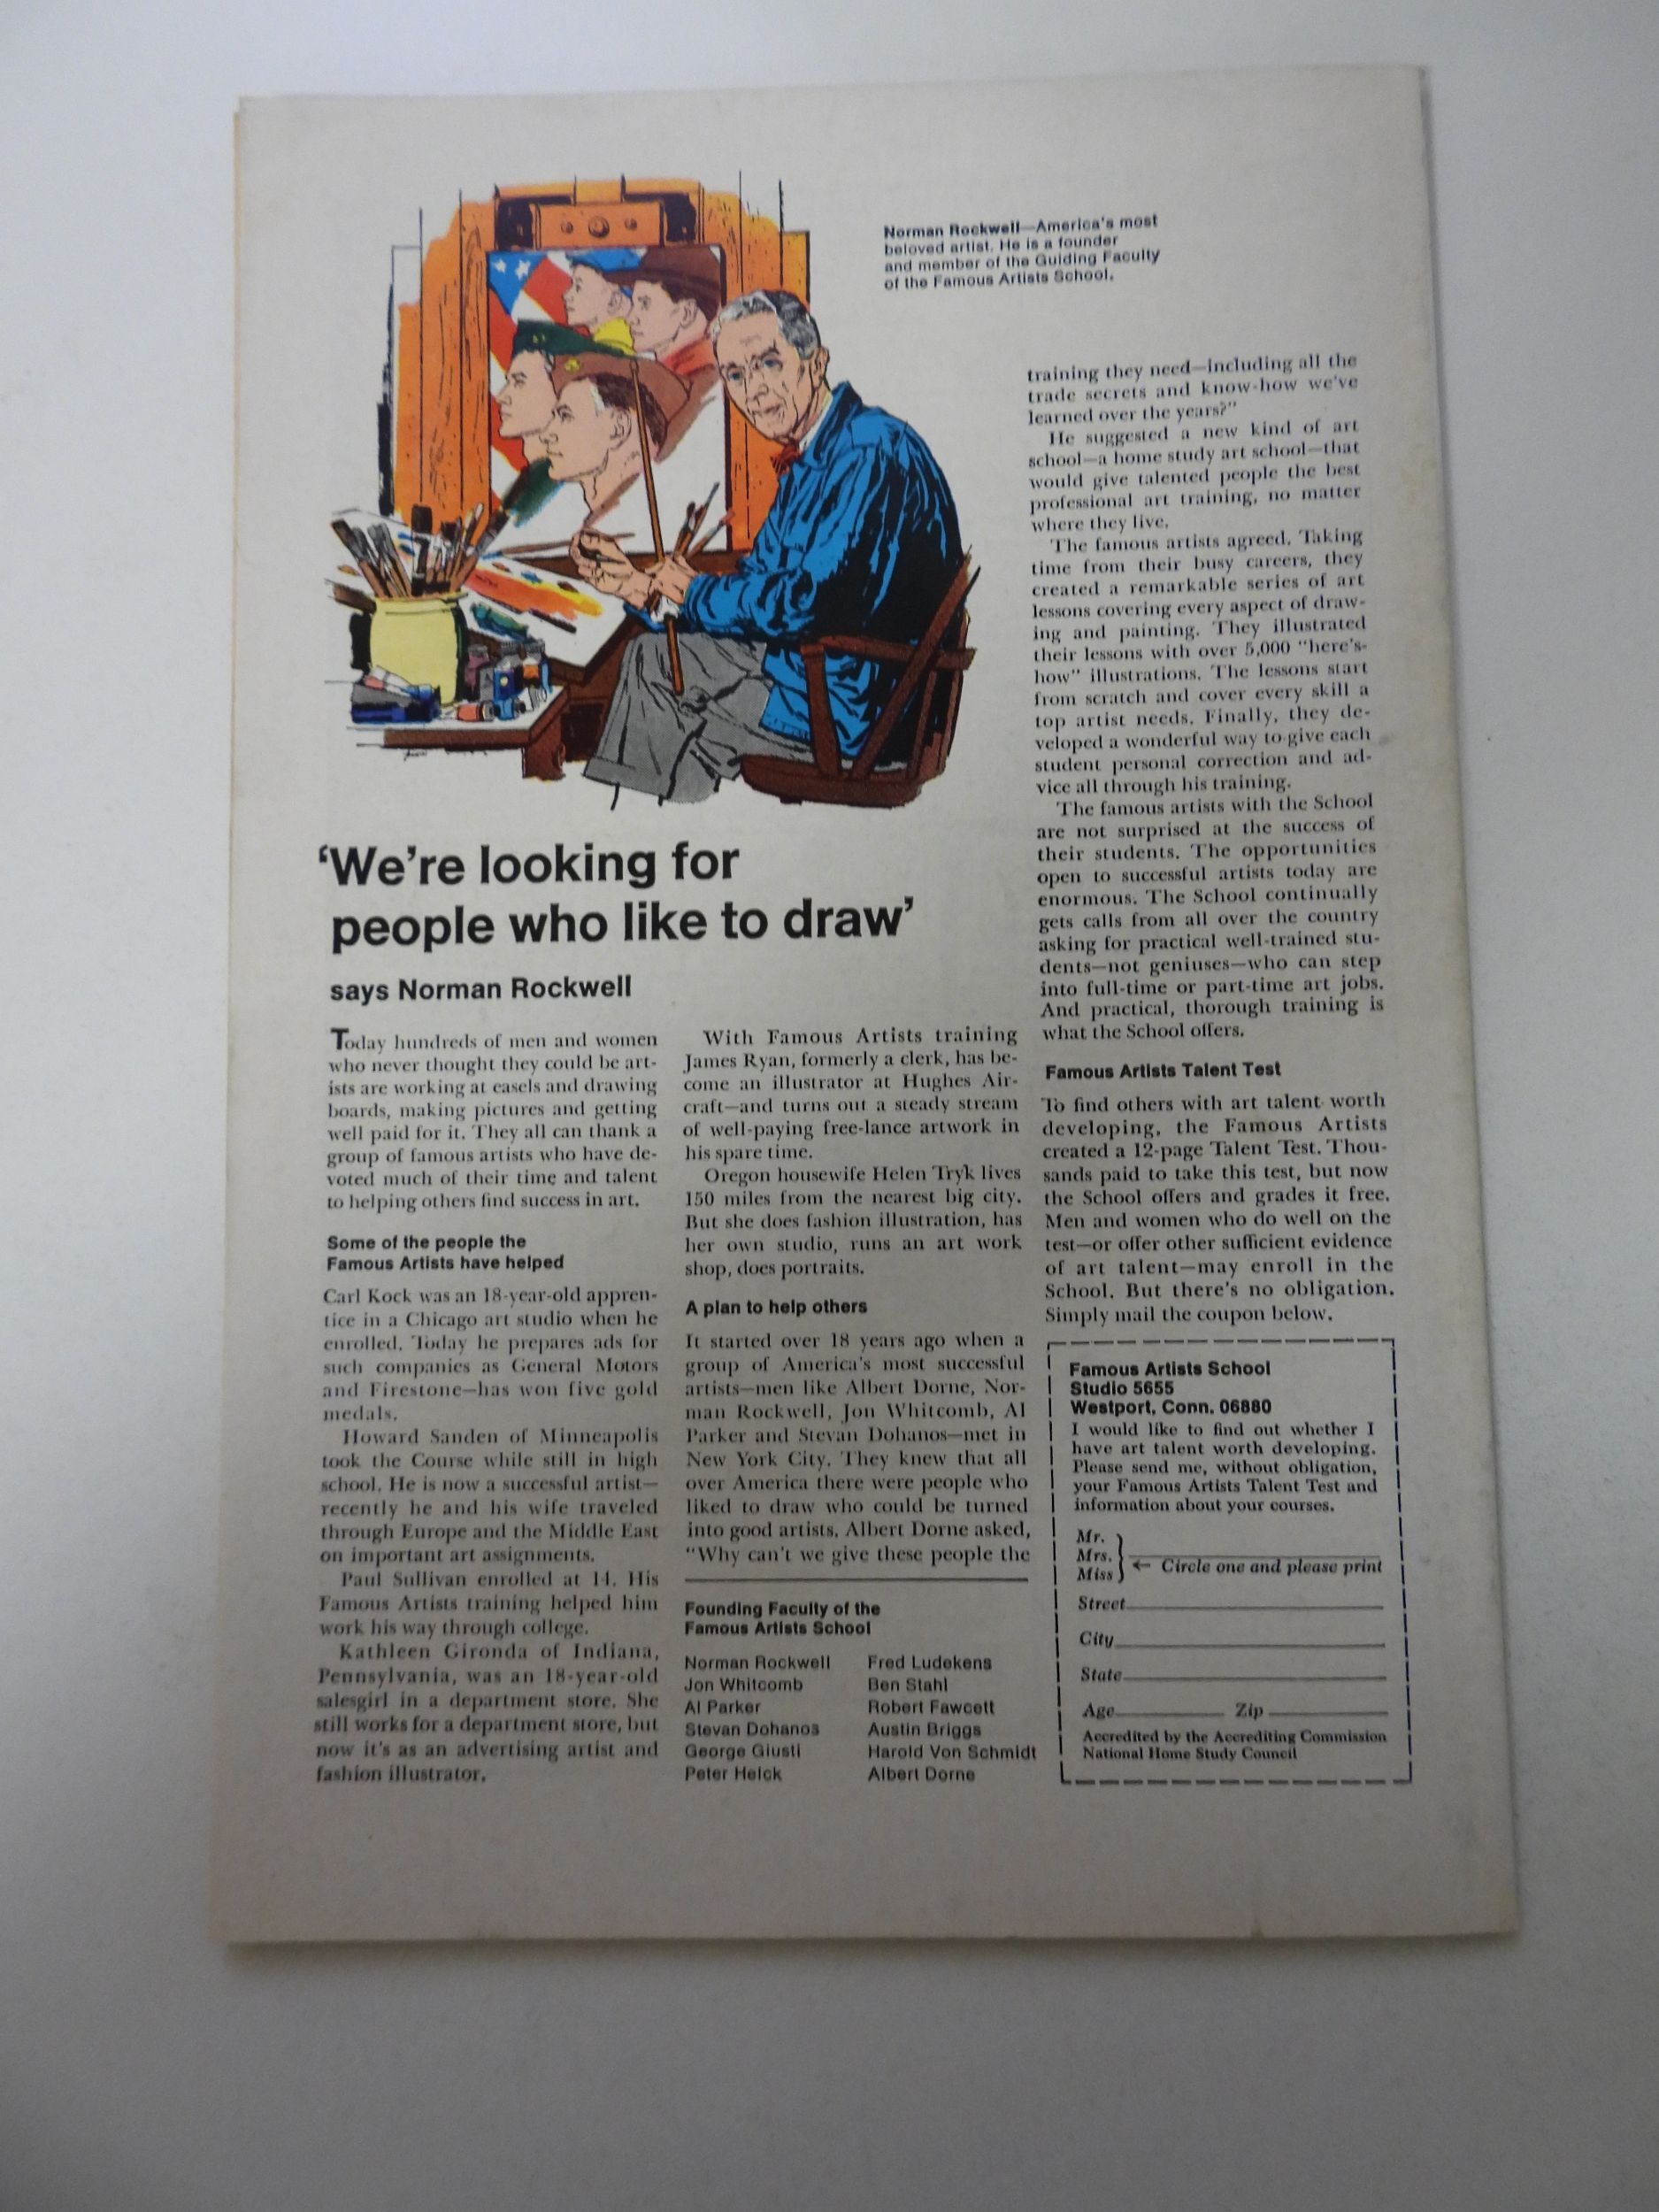 Norman Rockwell—America's most
beloved artist. He is a founder
and member of the Guiding Faculty
of the Famous Artists School.
'We're looking for
people who like to draw'
says Norman Rockwell
Today hundreds of men and women
who never thought they could be art-
ists are working at easels and drawing
boards, making pictures and getting
well paid for it. They all can thank a
group of famous artists who have de-
voted much of their time and talent
to helping others find success in art.
Some of the people the
Famous Artists have helped
Carl Kock was an 18-year-old appren-
tice in a Chicago art studio when he
enrolled. Today he prepares ads for
such companies as General Motors
and Firestone—has won five gold
medals.
Howard Sanden of Minneapolis
took the Course while still in high
school. He is now a successful artist—
recently he and his wife traveled
through Europe and the Middle East
on important art assignments.
Paul Sullivan enrolled at 14. His
Famous Artists training helped him
work his way through college.
Kathleen Gironda of Indiana,
Pennsylvania, was an 18-year-old
salesgirl in a department store. She
still works for a department store, but
now it's as an advertising artist and
fashion illustrator.
With Famous Artists training
James Ryan, formerly a clerk, has be-
come an illustrator at Hughes Air-
craft—and turns out a steady stream
of well-paying free-lance artwork in
his spare time.
Oregon housewife Helen Tryk lives
150 miles from the nearest big city.
But she does fashion illustration, has
her own studio, runs an art work
shop, does portraits.
A plan to help others
It started over 18 years ago when a
group of America's most successful
artists—men like Albert Dorne, Nor-
man Rockwell, Jon Whitcomb, Al
Parker and Stevan Dohanos—met in
New York City. They knew that all
over America there were people who
liked to draw who could be turned
into good artists. Albert Dorne asked,
"Why can't we give these people the
training they need—including all the
trade secrets and know-how we've
learned over the years?"
He suggested a new kind of art
school—a home study art school—that
would give talented people the best
professional art training, no matter
where they live.
The famous artists agreed. Taking
time from their busy careers, they
created a remarkable series of art
lessons covering every aspect of draw-
ing and painting. They illustrated
their lessons with over 5,000 "here's-
how" illustrations. The lessons start
from scratch and cover every skill a
top artist needs. Finally, they de-
veloped a wonderful way to give each
student personal correction and ad-
vice all through his training.
The famous artists with the School
are not surprised at the success of
their students. The opportunities
open to successful artists today are
enormous. The School continually
gets calls from all over the country
asking for practical well-trained stu-
dents—not geniuses—who can step
into full-time or part-time art jobs.
And practical, thorough training is
what the School offers.
Famous Artists Talent Test
To find others with art talent worth
developing, the Famous Artists
created a 12-page Talent Test. Thou-
sands paid to take this test, but now
the School offers and grades it free.
Men and women who do well on the
test—or offer other sufficient evidence
of art talent—may enroll in the
School. But there's no obligation.
Simply mail the coupon below.
Founding Faculty of the
Famous Artists School
Norman Rockwell Fred Ludekens
Jon Whitcomb Ben Stahl
Al Parker Robert Fawcett
Stevan Dohanos Austin Briggs
George Giusti Harold Von Schmidt
Peter Helck Albert Dorne
Famous Artists School
Studio 5655
Westport, Conn. 06880
I would like to find out whether I
have art talent worth developing.
Please send me, without obligation,
your Famous Artists Talent Test and
information about your courses.
Mr.
Mrs.
Miss ← Circle one and please print
Street
City
State
Age Zip
Accredited by the Accrediting Commission
National Home Study Council